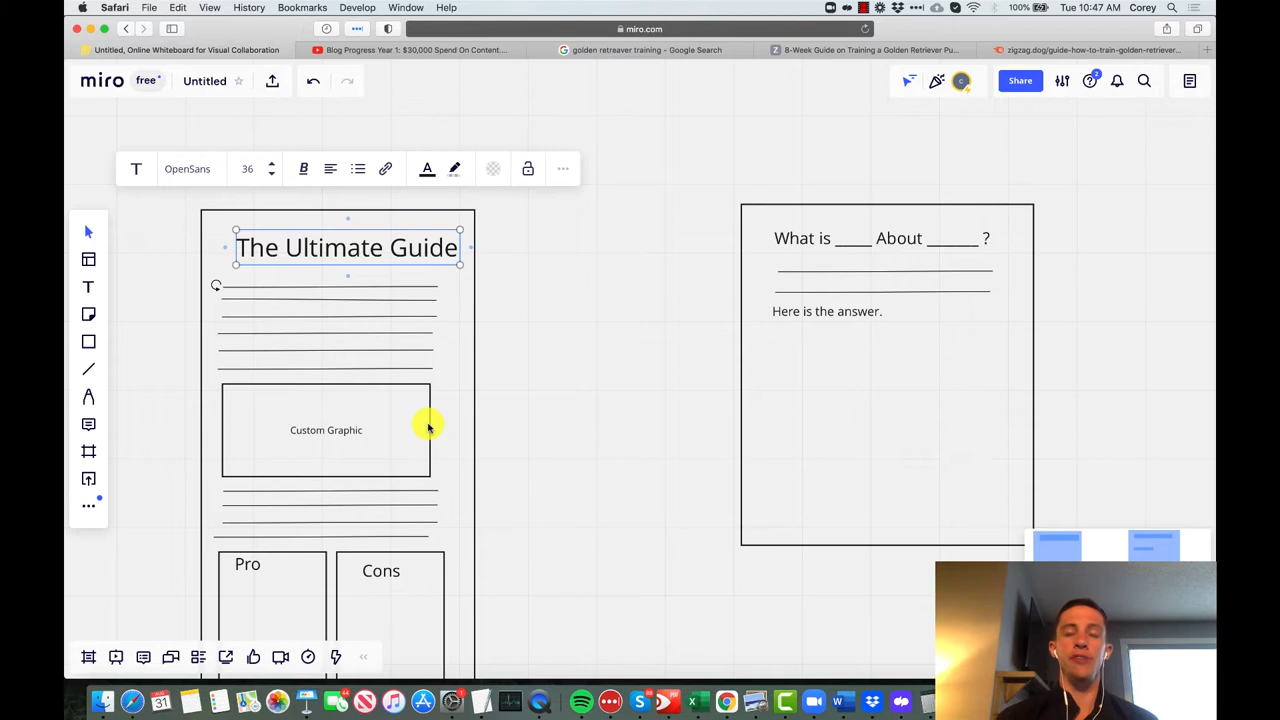 Safari File Edit View History Bookmarks Develop Window Help 100% Tue 10:47 AM Corey
miro.com
Untitled, Online Whiteboard for Visual Collaboration
Blog Progress Year 1: $30,000 Spend On Content....
golden retreaver training - Google Search
8-Week Guide on Training a Golden Retriever Pu...
zigzag.dog/guide-how-to-train-golden-retriever...
miro free Untitled
Share
2
OpenSans 36 B A
The Ultimate Guide
Custom Graphic
Pro
Cons
What is ____ About ______ ?
Here is the answer.